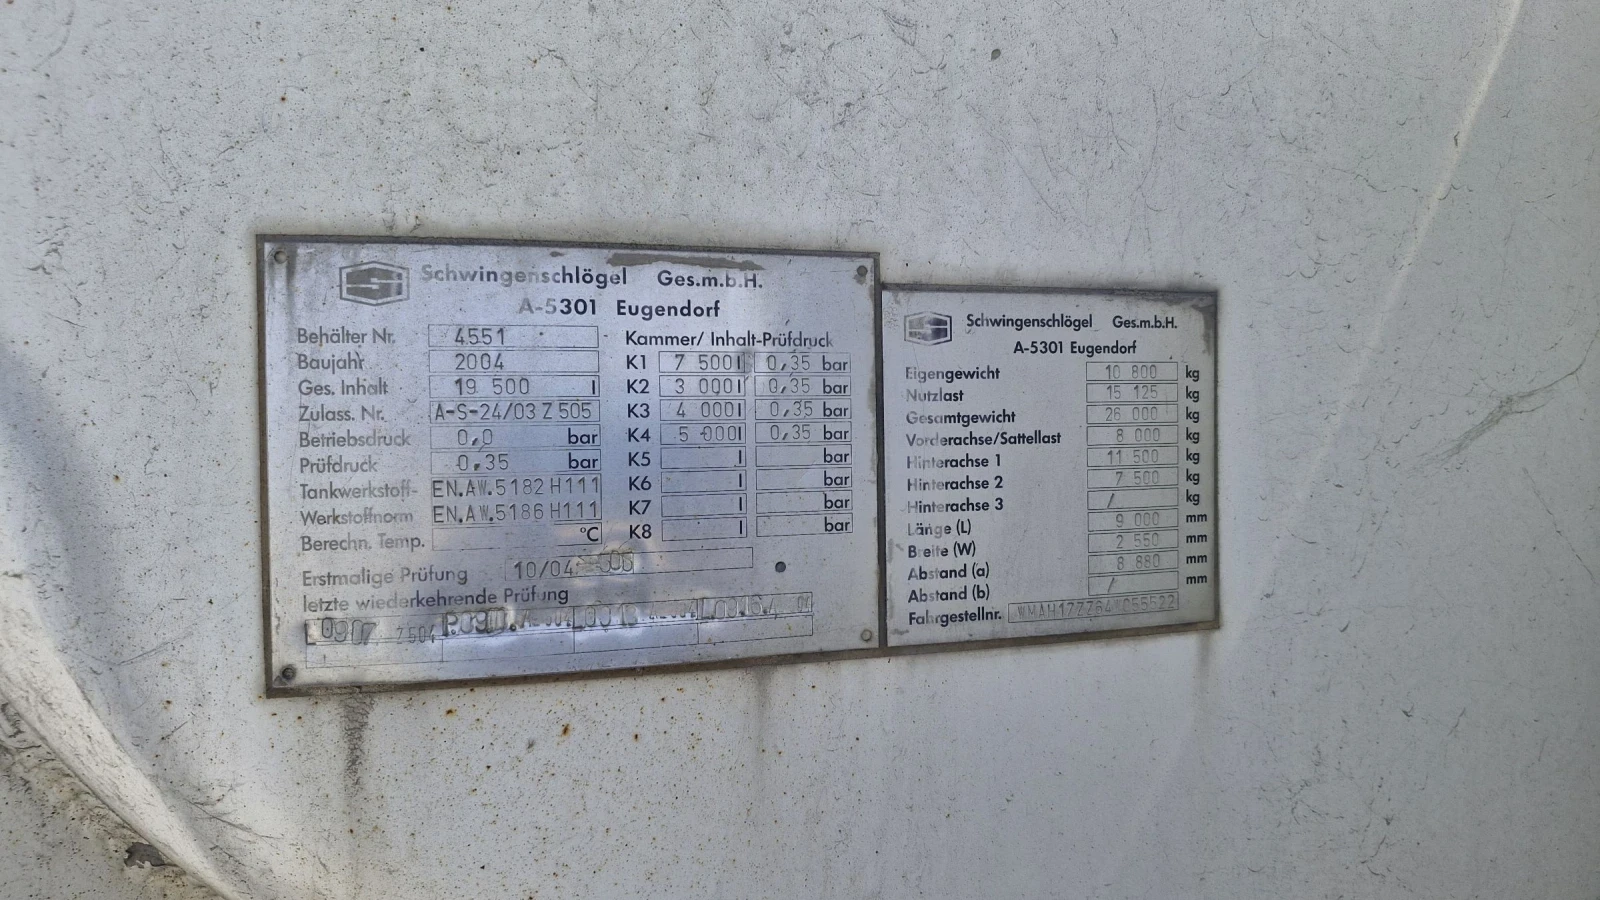 Schwingenschlögel Ges.m.b.H.
A-5301 Eugendorf
Behälter Nr. 4551
Baujahr 2004
Ges. Inhalt 19 500 l
Zulass. Nr. A-S-24/03 Z 505
Betriebsdruck 0,0 bar
Prüfdruck 0,35 bar
Tankwerkstoff- EN.AW.5182 H111
Werkstoffnorm EN.AW.5186 H111
Berechn. Temp. °C
Kammer/ Inhalt-Prüfdruck
K1 7 500 l 0,35 bar
K2 3 000 l 0,35 bar
K3 4 000 l 0,35 bar
K4 5 000 l 0,35 bar
K5 l bar
K6 l bar
K7 l bar
K8 l bar
Erstmalige Prüfung 10/04
letzte wiederkehrende Prüfung
L09.07 Z504
Schwingenschlögel Ges.m.b.H.
A-5301 Eugendorf
Eigengewicht 10 800 kg
Nutzlast 15 125 kg
Gesamtgewicht 26 000 kg
Vorderachse/Sattellast 8 000 kg
Hinterachse 1 11 500 kg
Hinterachse 2 7 500 kg
Hinterachse 3 / kg
Länge (L) 9 000 mm
Breite (W) 2 550 mm
Abstand (a) 8 880 mm
Abstand (b) / mm
Fahrgestellnr.